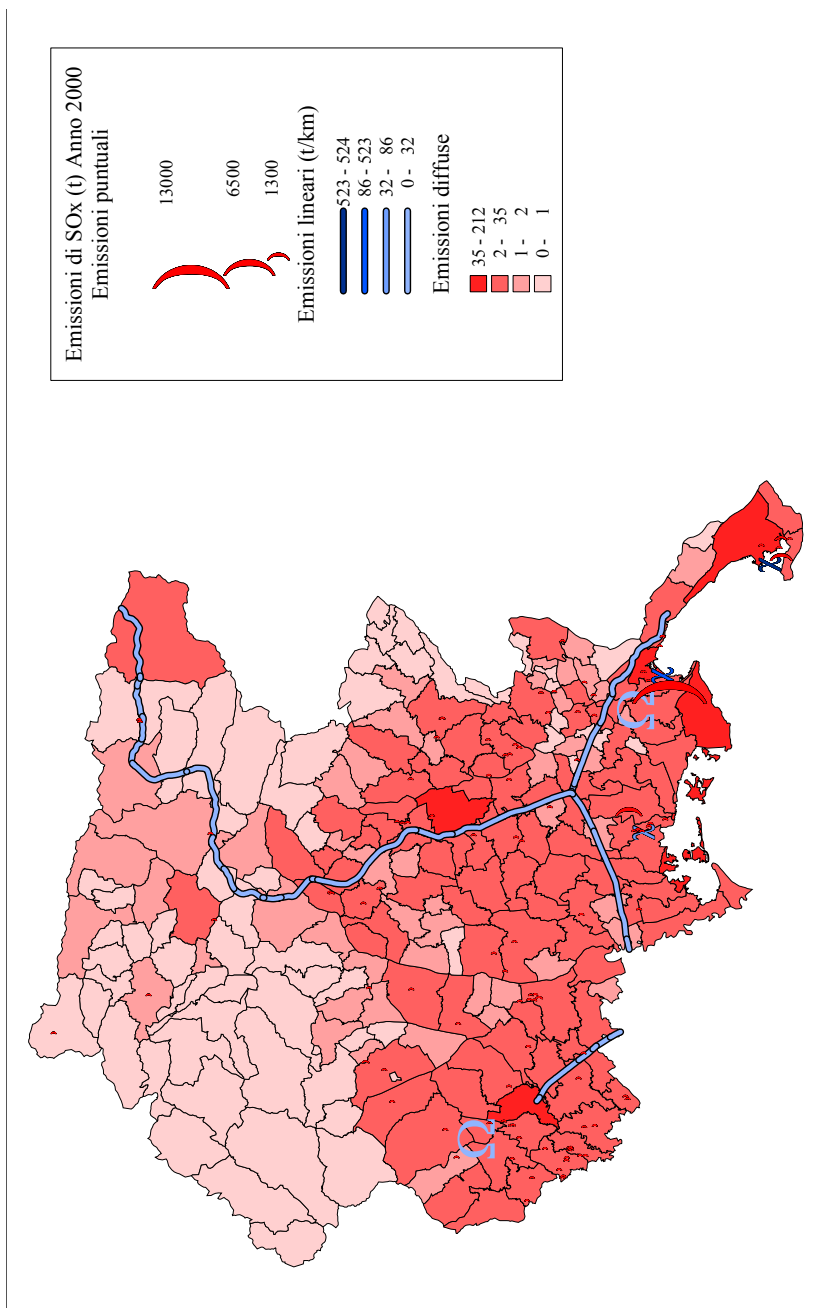 Emissioni di SOx (t) Anno 2000
Emissioni puntuali
13000
6500
1300
Emissioni lineari (t/km)
523 - 524
86 - 523
32 - 86
0 - 32
Emissioni diffuse
35 - 212
2 - 35
1 - 2
0 - 1